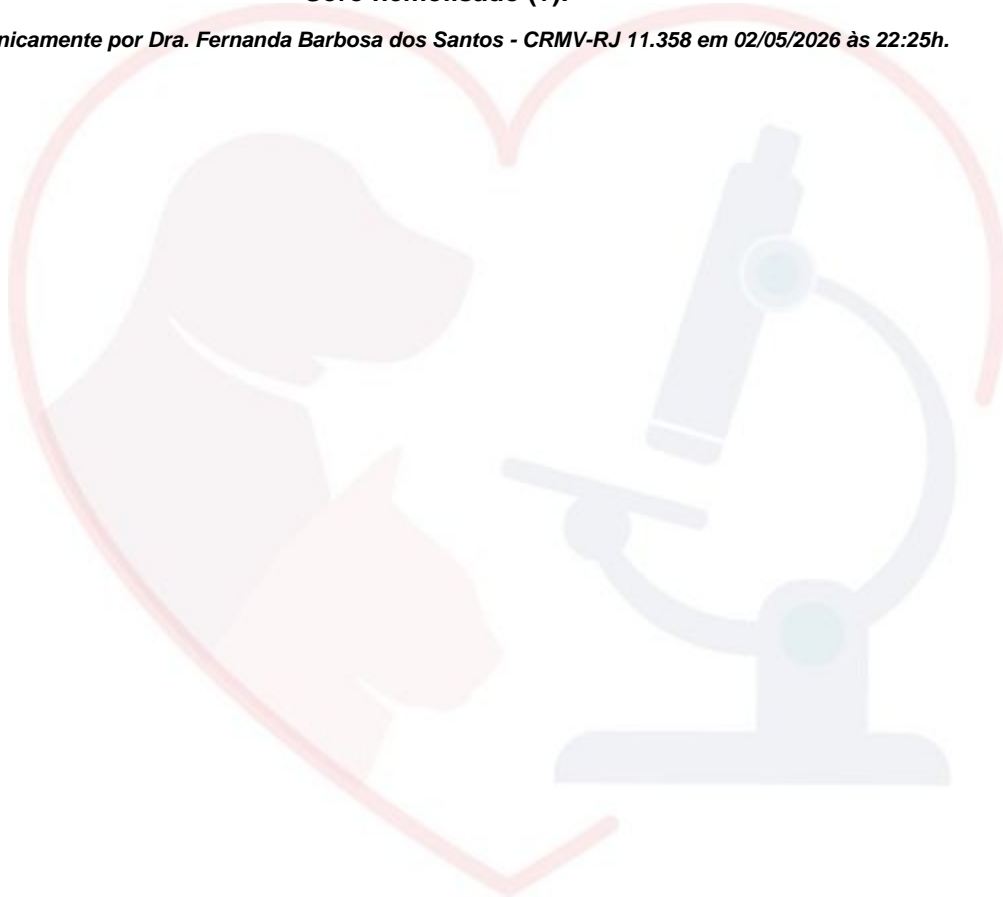 Soro hemolisado
nicamente por Dra. Fernanda Barbosa dos Santos - CRMV-RJ 11.358 em 02/05/2026 às 22:25h.